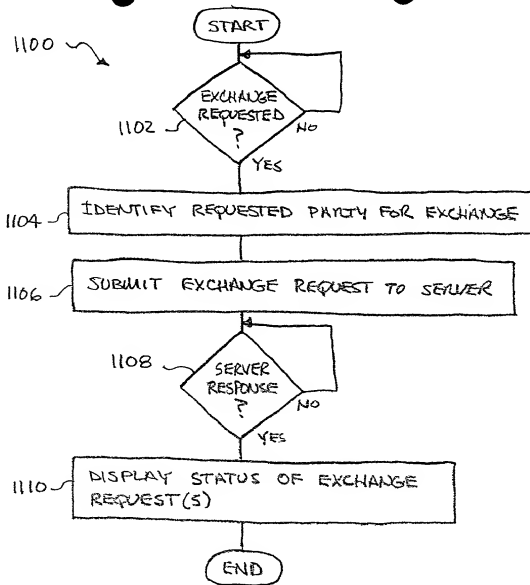 START
1100
EXCHANGE
REQUESTED
?
1102
NO
YES
1104
IDENTIFY REQUESTED PARTY FOR EXCHANGE
1106
SUBMIT EXCHANGE REQUEST TO SERVER
1108
SERVER
RESPONSE
?
NO
YES
1110
DISPLAY STATUS OF EXCHANGE
REQUEST(S)
END